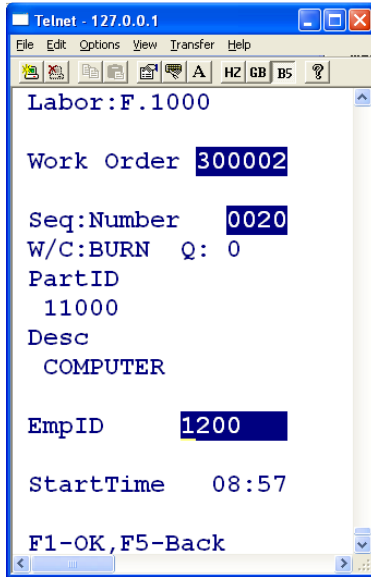 Telnet - 127.0.0.1
File Edit Options View Transfer Help
A HZ GB B5 ?
Labor:F.1000
Work Order 300002
Seq:Number 0020
W/C:BURN Q: 0
PartID
11000
Desc
COMPUTER
EmpID 1200
StartTime 08:57
F1-OK,F5-Back